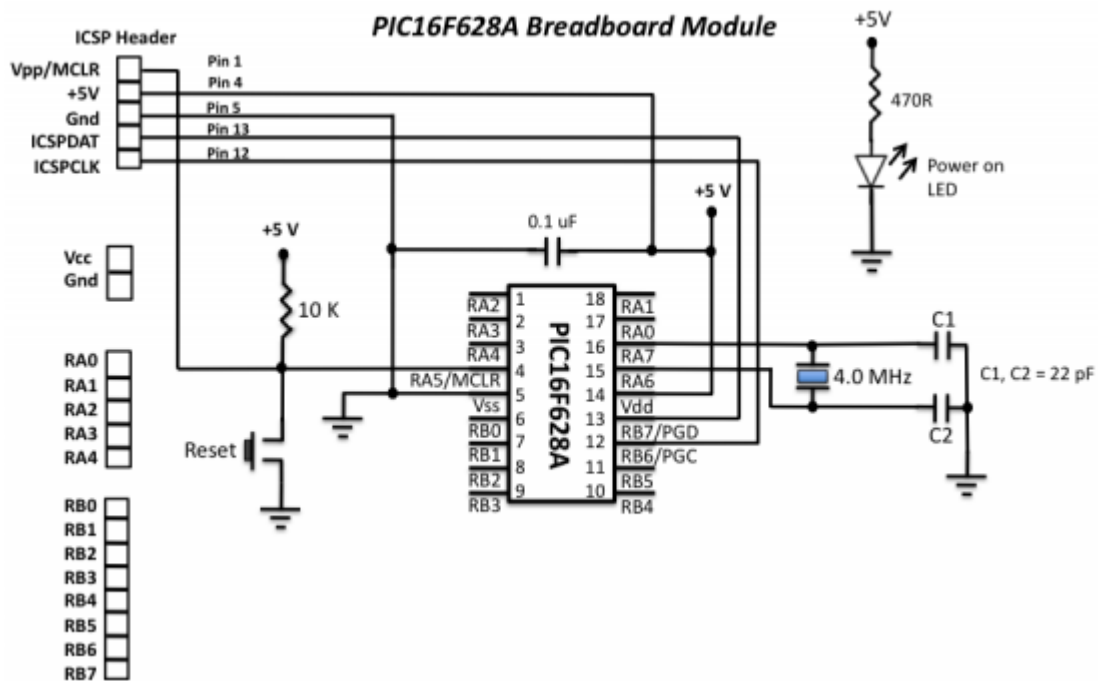 PIC16F628A Breadboard Module
ICSP Header
Vpp/MCLR
+5V
Gnd
ICSPDAT
ICSPCLK
Pin 1
Pin 4
Pin 5
Pin 13
Pin 12
+5V
470R
Power on
LED
+5 V
0.1 uF
+5 V
10 K
Vcc
Gnd
RA0
RA1
RA2
RA3
RA4
Reset
RB0
RB1
RB2
RB3
RB4
RB5
RB6
RB7
PIC16F628A
1
2
3
4
5
6
7
8
9
18
17
16
15
14
13
12
11
10
RA2
RA3
RA4
RA5/MCLR
Vss
RB0
RB1
RB2
RB3
RA1
RA0
RA7
RA6
Vdd
RB7/PGD
RB6/PGC
RB5
RB4
4.0 MHz
C1
C2
C1, C2 = 22 pF